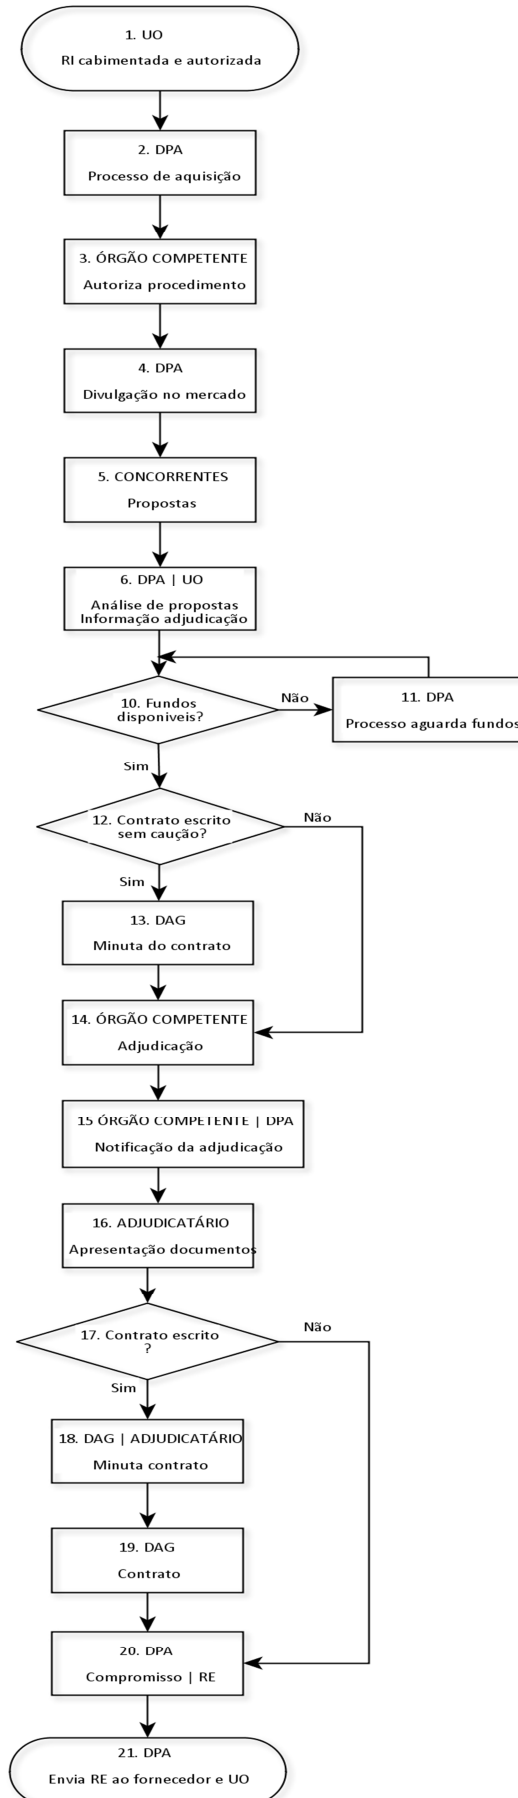 1. UO
RI cabimentada e autorizada
2. DPA
Processo de aquisição
3. ÓRGÃO COMPETENTE
Autoriza procedimento
4. DPA
Divulgação no mercado
5. CONCORRENTES
Propostas
6. DPA | UO
Análise de propostas
Informação adjudicação
10. Fundos
disponiveis?
Não
11. DPA
Processo aguarda fundos
Sim
12. Contrato escrito
sem caução?
Não
Sim
13. DAG
Minuta do contrato
14. ÓRGÃO COMPETENTE
Adjudicação
15 ÓRGÃO COMPETENTE | DPA
Notificação da adjudicação
16. ADJUDICATÁRIO
Apresentação documentos
17. Contrato escrito
?
Não
Sim
18. DAG | ADJUDICATÁRIO
Minuta contrato
19. DAG
Contrato
20. DPA
Compromisso | RE
21. DPA
Envia RE ao fornecedor e UO